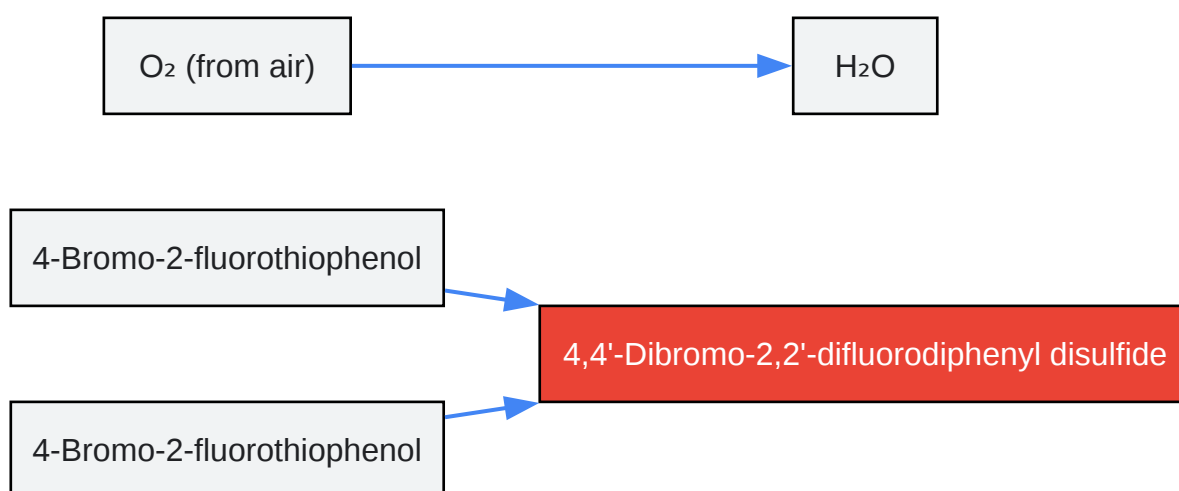 O₂ (from air)
H₂O
4-Bromo-2-fluorothiophenol
4,4'-Dibromo-2,2'-difluorodiphenyl disulfide
4-Bromo-2-fluorothiophenol